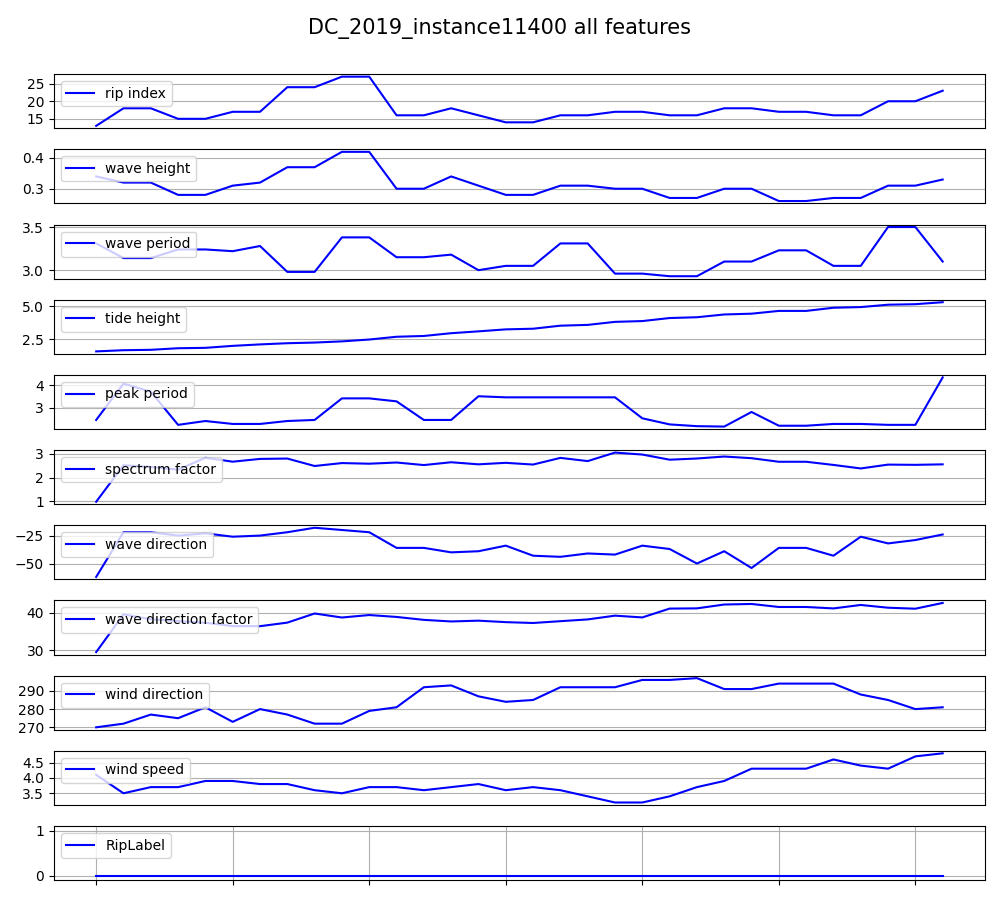 DC_2019_instance11400 all features
25
20
15
rip index
0.4
0.3
wave height
3.5
3.0
wave period
5.0
2.5
tide height
4
3
peak period
3
2
1
spectrum factor
−25
−50
wave direction
40
30
wave direction factor
290
280
270
wind direction
4.5
4.0
3.5
wind speed
1
0
RipLabel